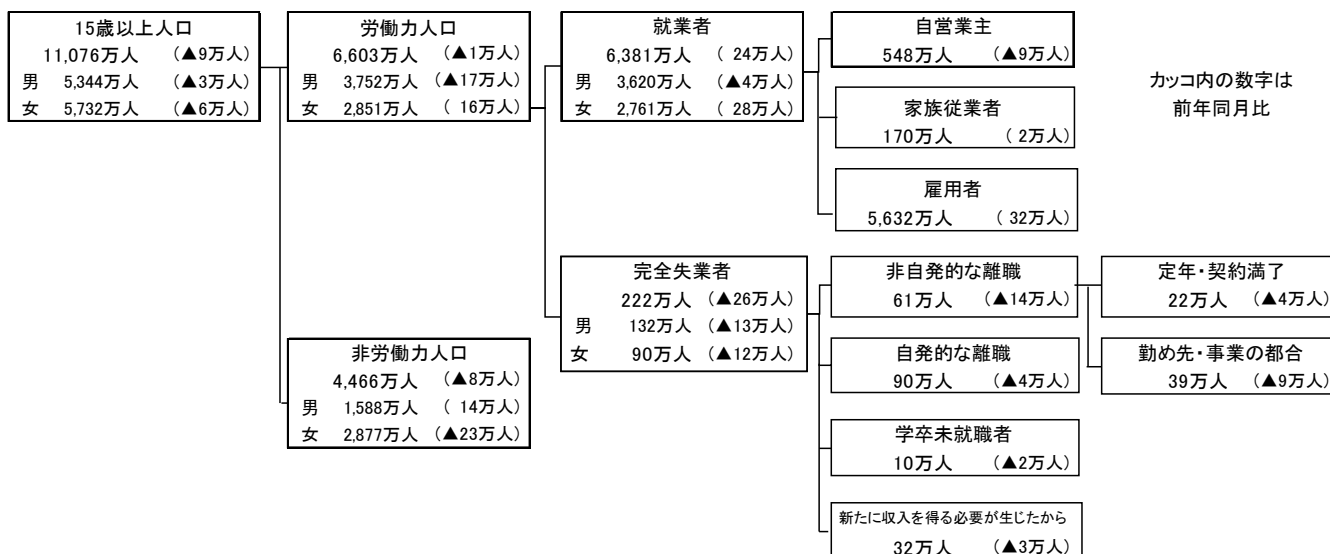 15歳以上人口
11,076万人 (▲9万人)
男 5,344万人 (▲3万人)
女 5,732万人 (▲6万人)
労働力人口
6,603万人 (▲1万人)
男 3,752万人 (▲17万人)
女 2,851万人 ( 16万人)
非労働力人口
4,466万人 (▲8万人)
男 1,588万人 ( 14万人)
女 2,877万人 (▲23万人)
就業者
6,381万人 ( 24万人)
男 3,620万人 (▲4万人)
女 2,761万人 ( 28万人)
完全失業者
222万人 (▲26万人)
男 132万人 (▲13万人)
女 90万人 (▲12万人)
自営業主
548万人 (▲9万人)
家族従業者
170万人 ( 2万人)
雇用者
5,632万人 ( 32万人)
非自発的な離職
61万人 (▲14万人)
自発的な離職
90万人 (▲4万人)
学卒未就職者
10万人 (▲2万人)
新たに収入を得る必要が生じたから
32万人 (▲3万人)
定年・契約満了
22万人 (▲4万人)
勤め先・事業の都合
39万人 (▲9万人)
カッコ内の数字は
前年同月比